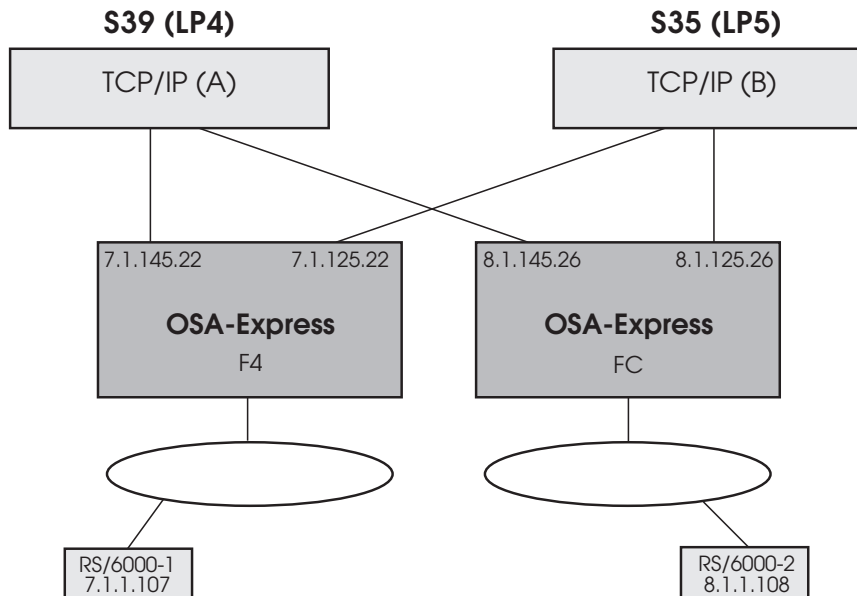 S39 (LP4)
S35 (LP5)
TCP/IP (A)
TCP/IP (B)
7.1.145.22
7.1.125.22
8.1.145.26
8.1.125.26
OSA-Express
F4
OSA-Express
FC
RS/6000-1
7.1.1.107
RS/6000-2
8.1.1.108